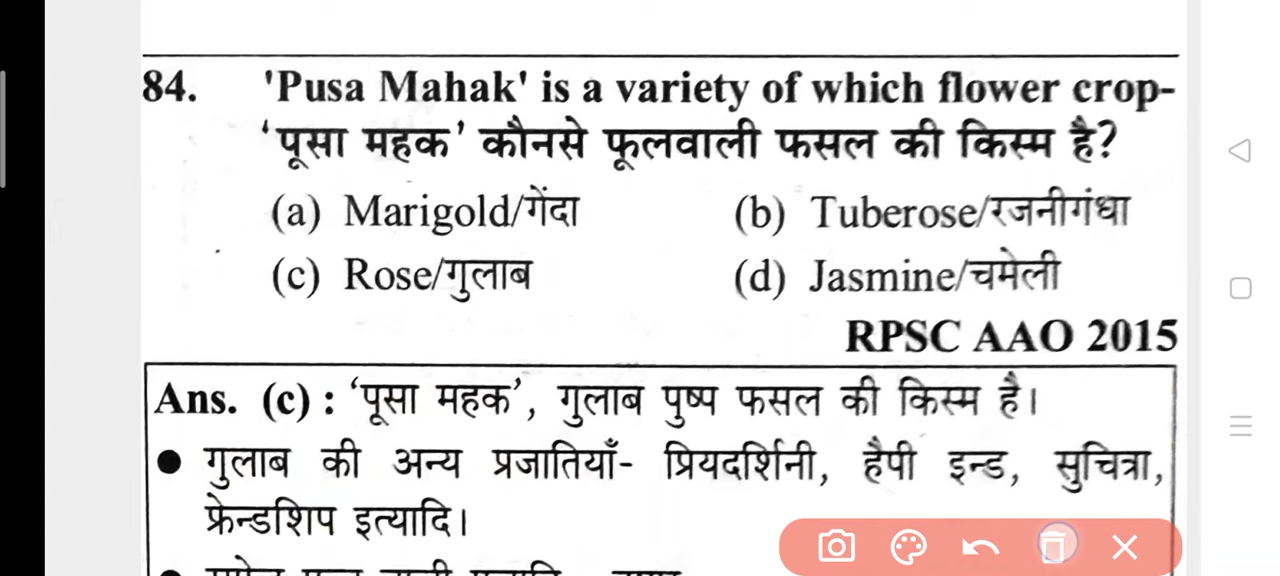 84. 'Pusa Mahak' is a variety of which flower crop-
'पूसा महक' कौनसे फूलवाली फसल की किस्म है?
(a) Marigold/गेंदा (b) Tuberose/रजनीगंधा
(c) Rose/गुलाब (d) Jasmine/चमेली
RPSC AAO 2015
Ans. (c) : 'पूसा महक', गुलाब पुष्प फसल की किस्म है।
● गुलाब की अन्य प्रजातियाँ- प्रियदर्शिनी, हैपी इन्ड, सुचित्रा,
फ्रेन्डशिप इत्यादि।